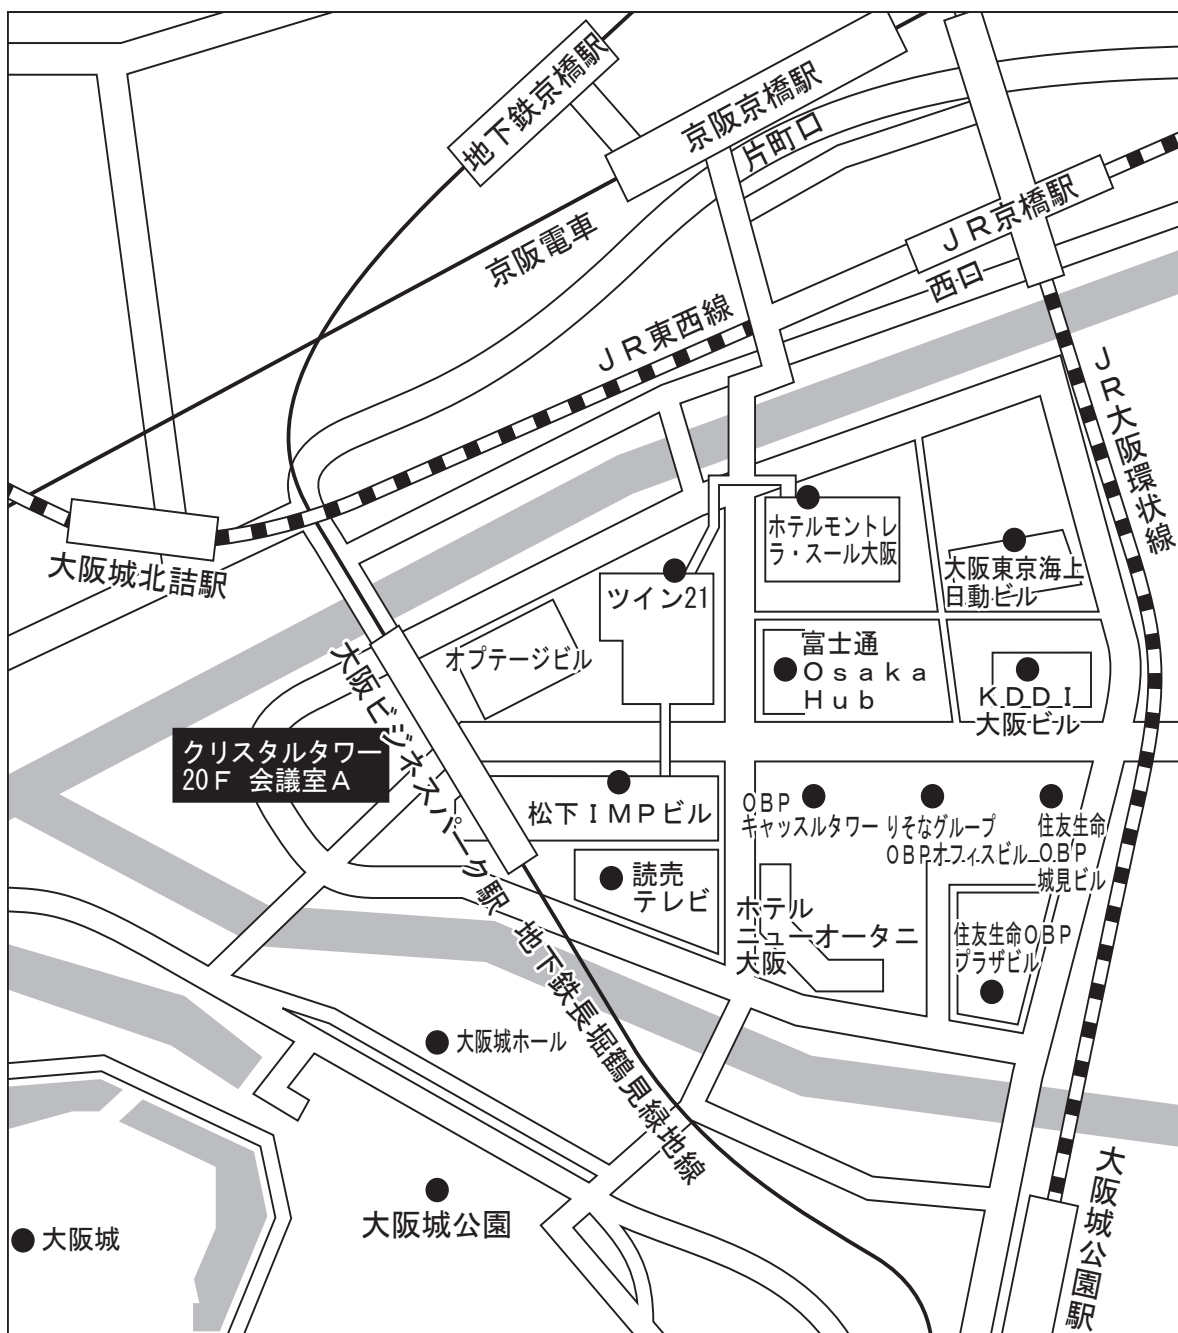 地下鉄京橋駅
京阪京橋駅
片町口
京阪電車
ＪＲ京橋駅
西口
ＪＲ東西線
ＪＲ大阪環状線
大阪城北詰駅
ホテルモントレ
ラ・スール大阪
大阪東京海上
日動ビル
ツイン21
オプテージビル
富士通
Ｏｓａｋａ
Ｈｕｂ
ＫＤＤＩ
大阪ビル
大阪ビジネスパーク駅
地下鉄長堀鶴見緑地線
クリスタルタワー
20Ｆ 会議室Ａ
松下ＩＭＰビル
ＯＢＰ
キャッスルタワー
りそなグループ
ＯＢＰオフィスビル
住友生命
ＯＢＰ
城見ビル
読売
テレビ
ホテル
ニューオータニ
大阪
住友生命ＯＢＰ
プラザビル
大阪城ホール
大阪城公園
大阪城
大阪城公園駅